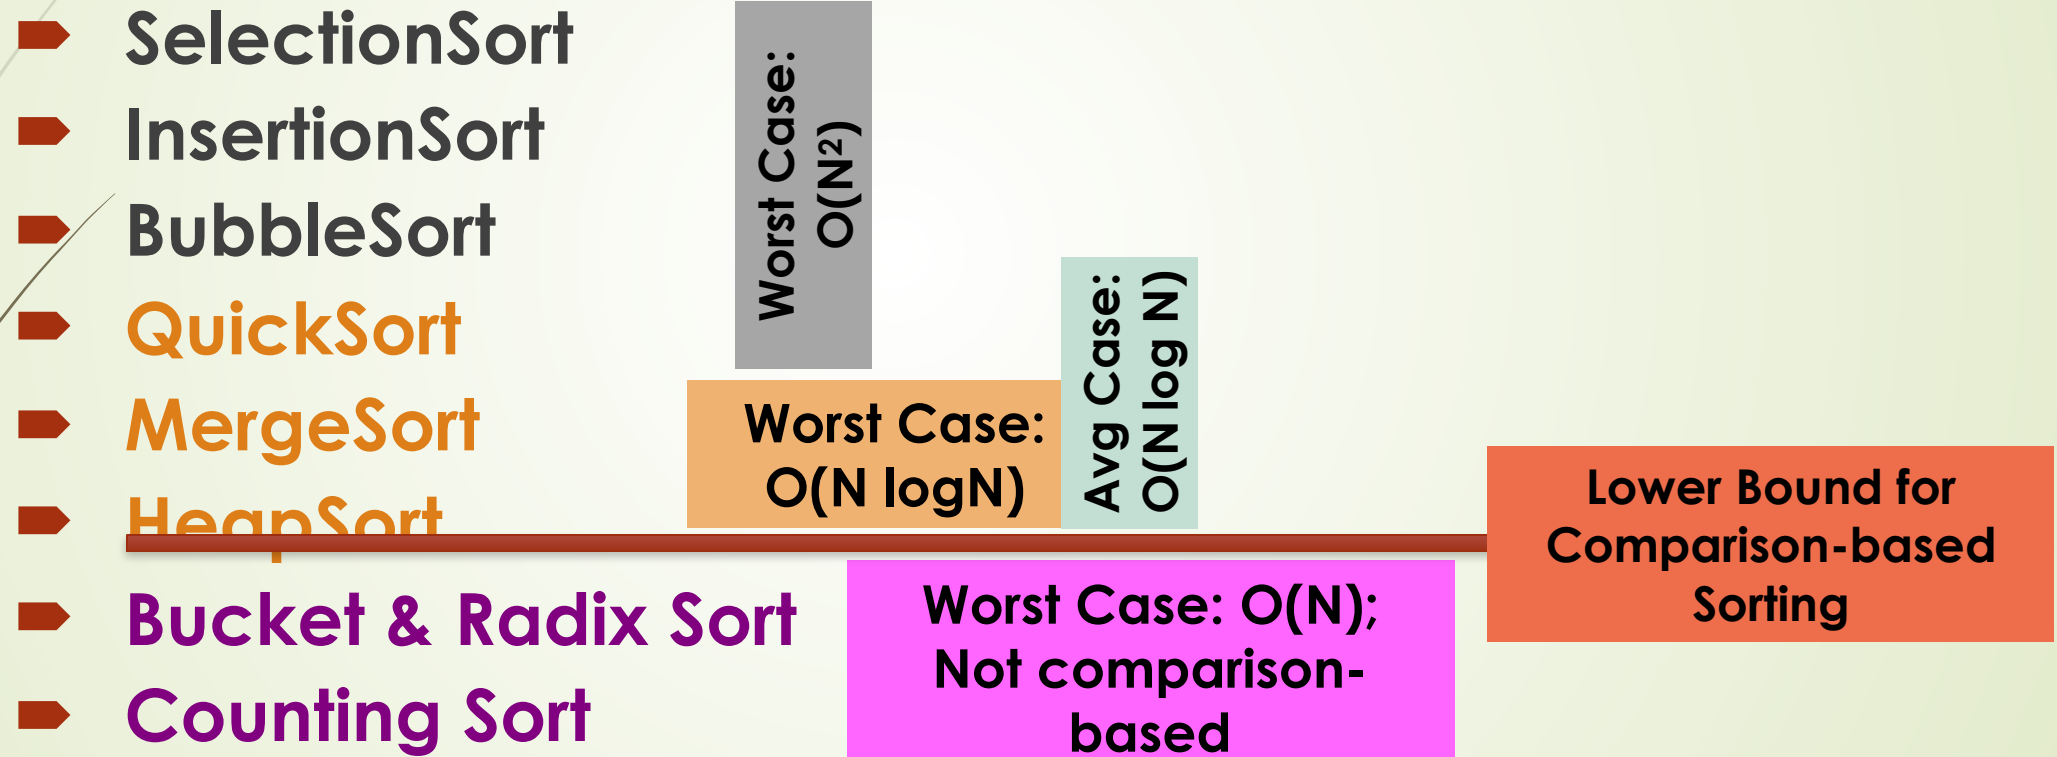 SelectionSort
InsertionSort
BubbleSort
QuickSort
MergeSort
HeapSort
Bucket & Radix Sort
Counting Sort
Worst Case:
O(N²)
Worst Case:
O(N logN)
Avg Case:
O(N log N)
Lower Bound for
Comparison-based
Sorting
Worst Case: O(N);
Not comparison-
based